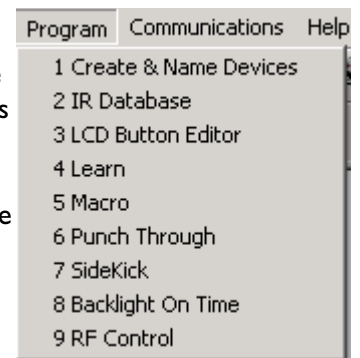 Program Communications Help
1 Create & Name Devices
2 IR Database
3 LCD Button Editor
4 Learn
5 Macro
6 Punch Through
7 SideKick
8 Backlight On Time
9 RF Control